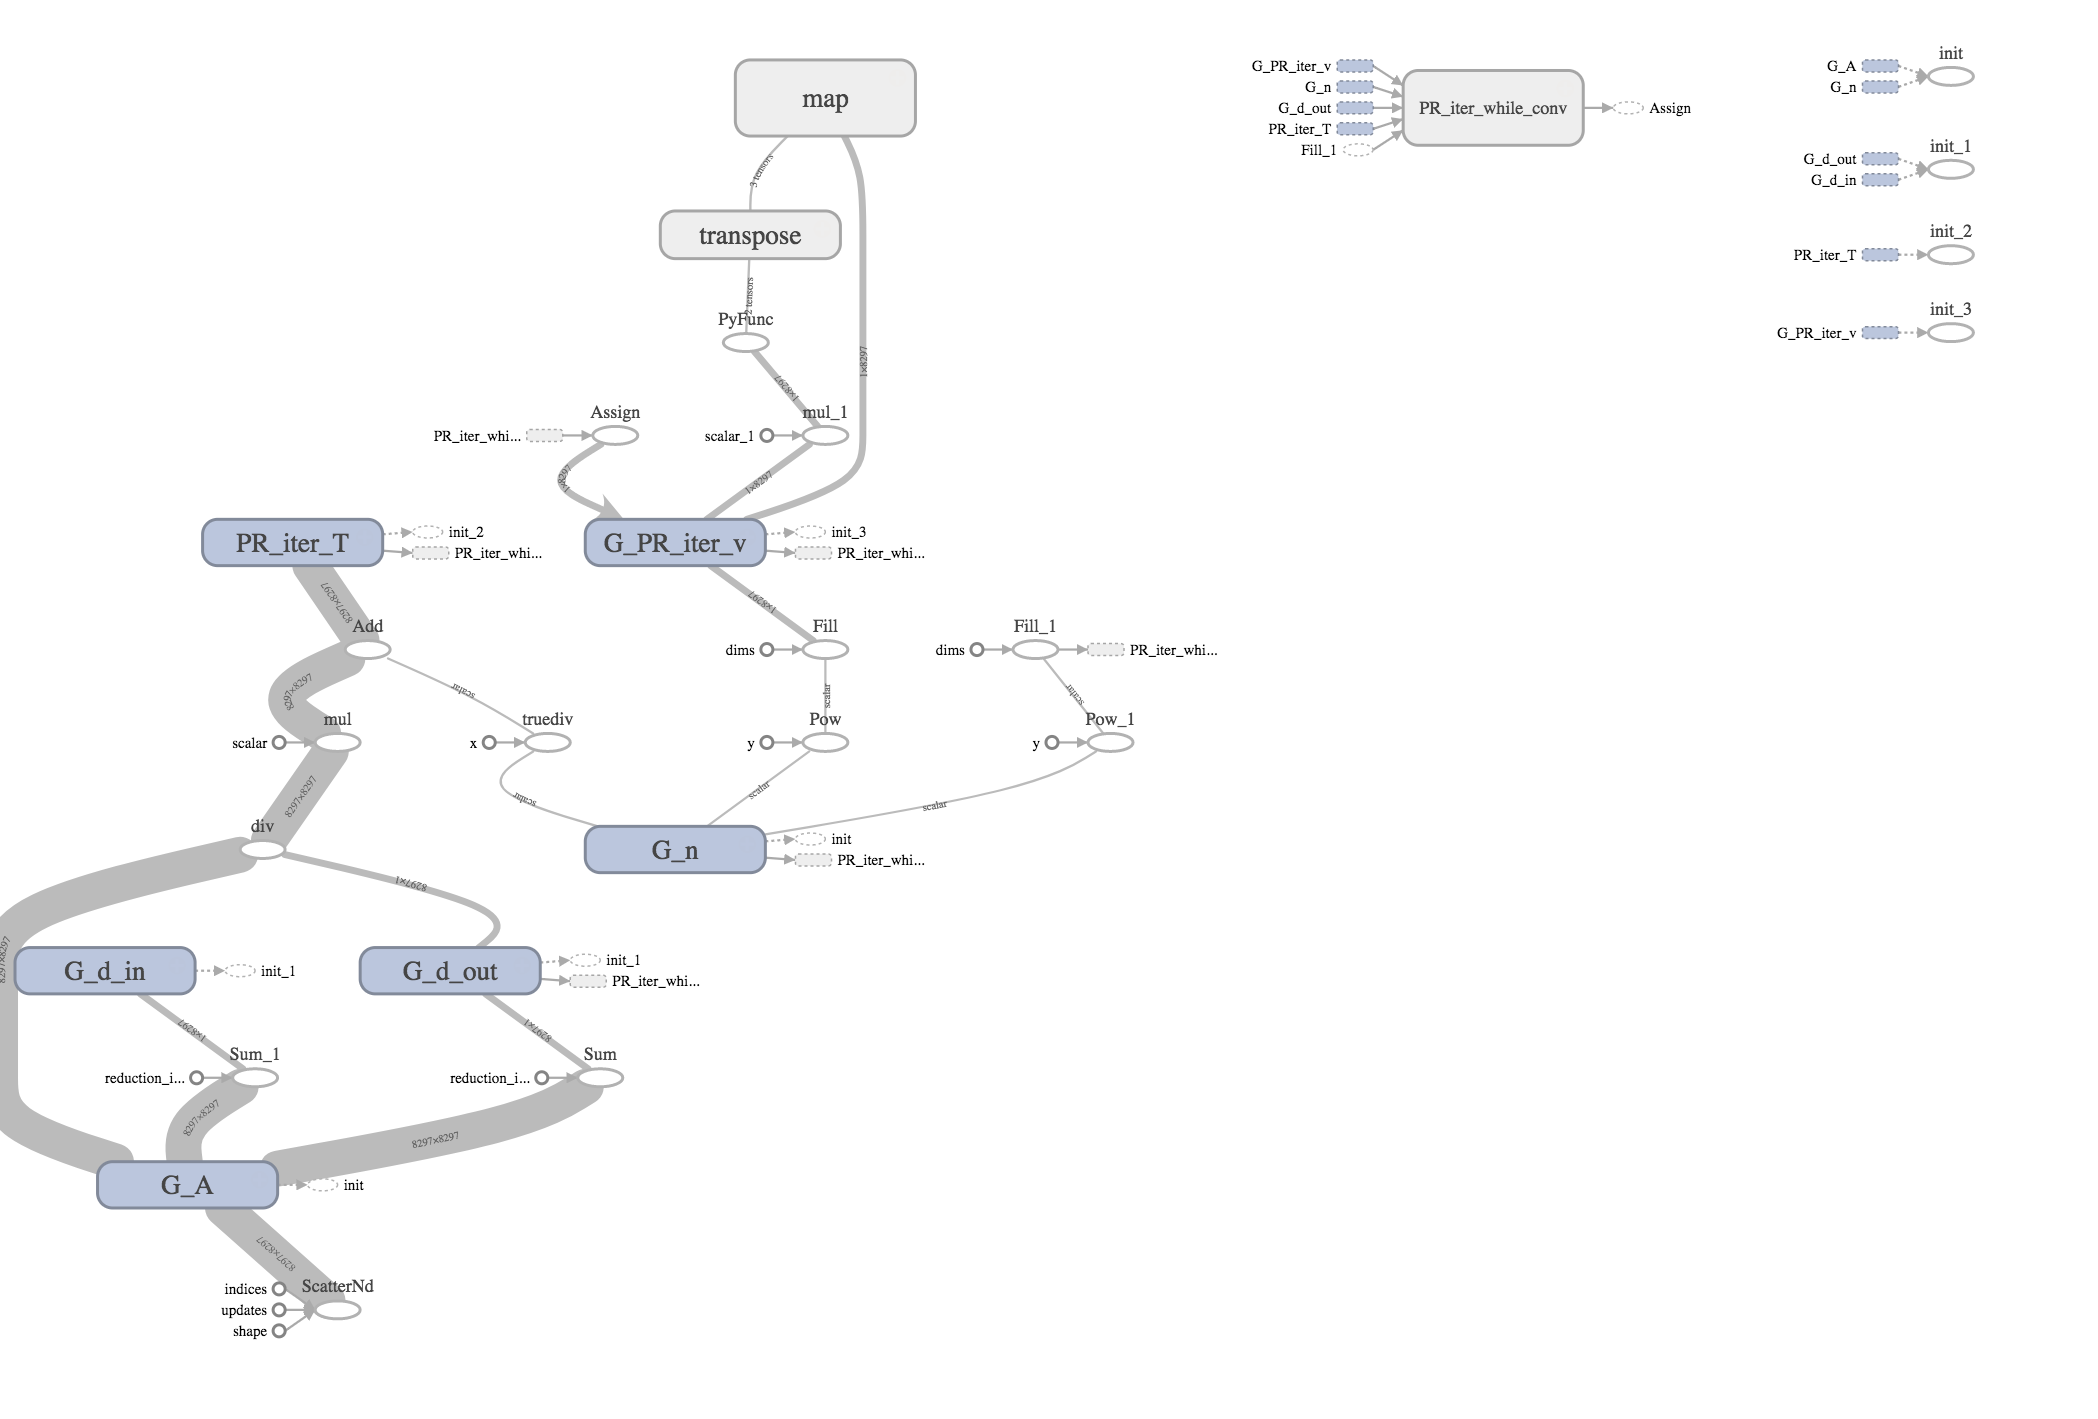 map
3 tensors
transpose
2 tensors
PyFunc
1×8297
1×8297
Assign
PR_iter_whi...
mul_1
scalar_1
1×8297
1×8297
PR_iter_T
init_2
PR_iter_whi...
G_PR_iter_v
init_3
PR_iter_whi...
8297×8297
1×8297
Add
Fill
dims
Fill_1
dims
PR_iter_whi...
8297×8297
scalar
scalar
scalar
mul
scalar
truediv
x
Pow
y
Pow_1
y
8297×8297
scalar
scalar
scalar
div
G_n
init
PR_iter_whi...
8297×1
8297×8297
G_d_in
init_1
G_d_out
init_1
PR_iter_whi...
1×8297
8297×1
Sum_1
reduction_i...
Sum
reduction_i...
8297×8297
8297×8297
G_A
init
8297×8297
ScatterNd
indices
updates
shape
G_PR_iter_v
G_n
G_d_out
PR_iter_T
Fill_1
PR_iter_while_conv
Assign
init
G_A
G_n
init_1
G_d_out
G_d_in
init_2
PR_iter_T
init_3
G_PR_iter_v